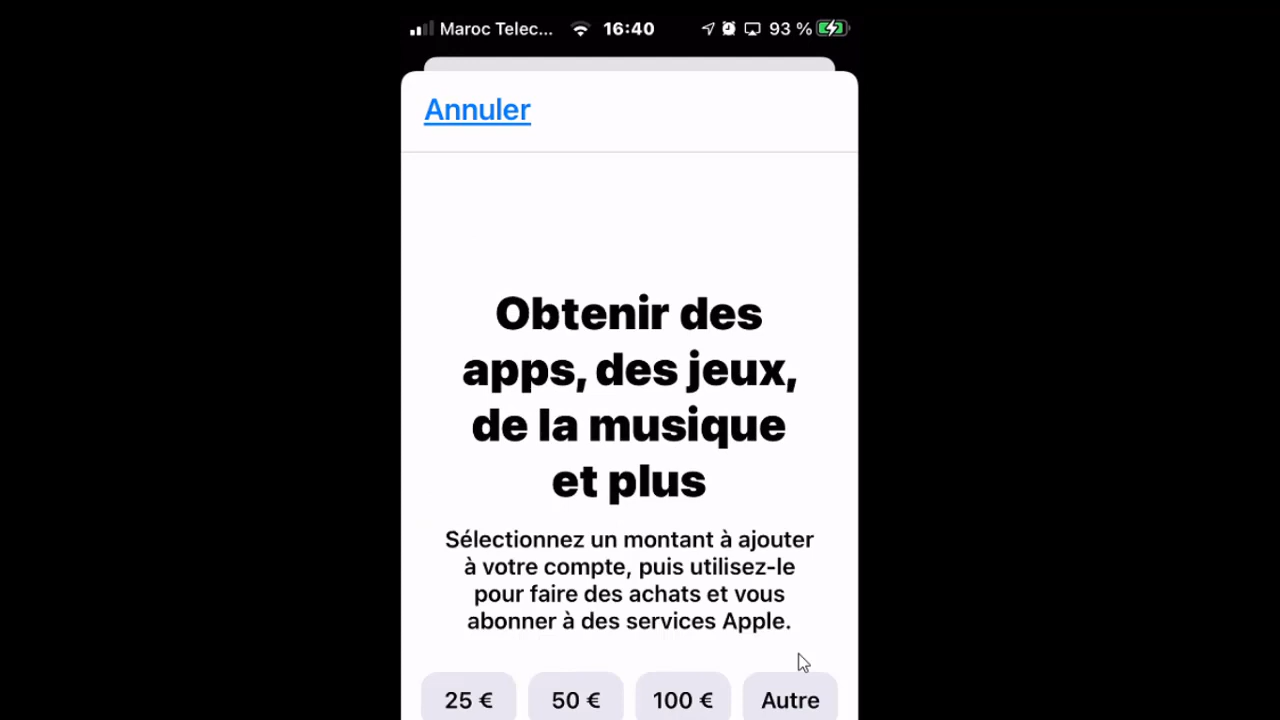 Maroc Telec... 16:40 93 %
Annuler
Obtenir des
apps, des jeux,
de la musique
et plus
Sélectionnez un montant à ajouter
à votre compte, puis utilisez-le
pour faire des achats et vous
abonner à des services Apple.
25 € 50 € 100 € Autre